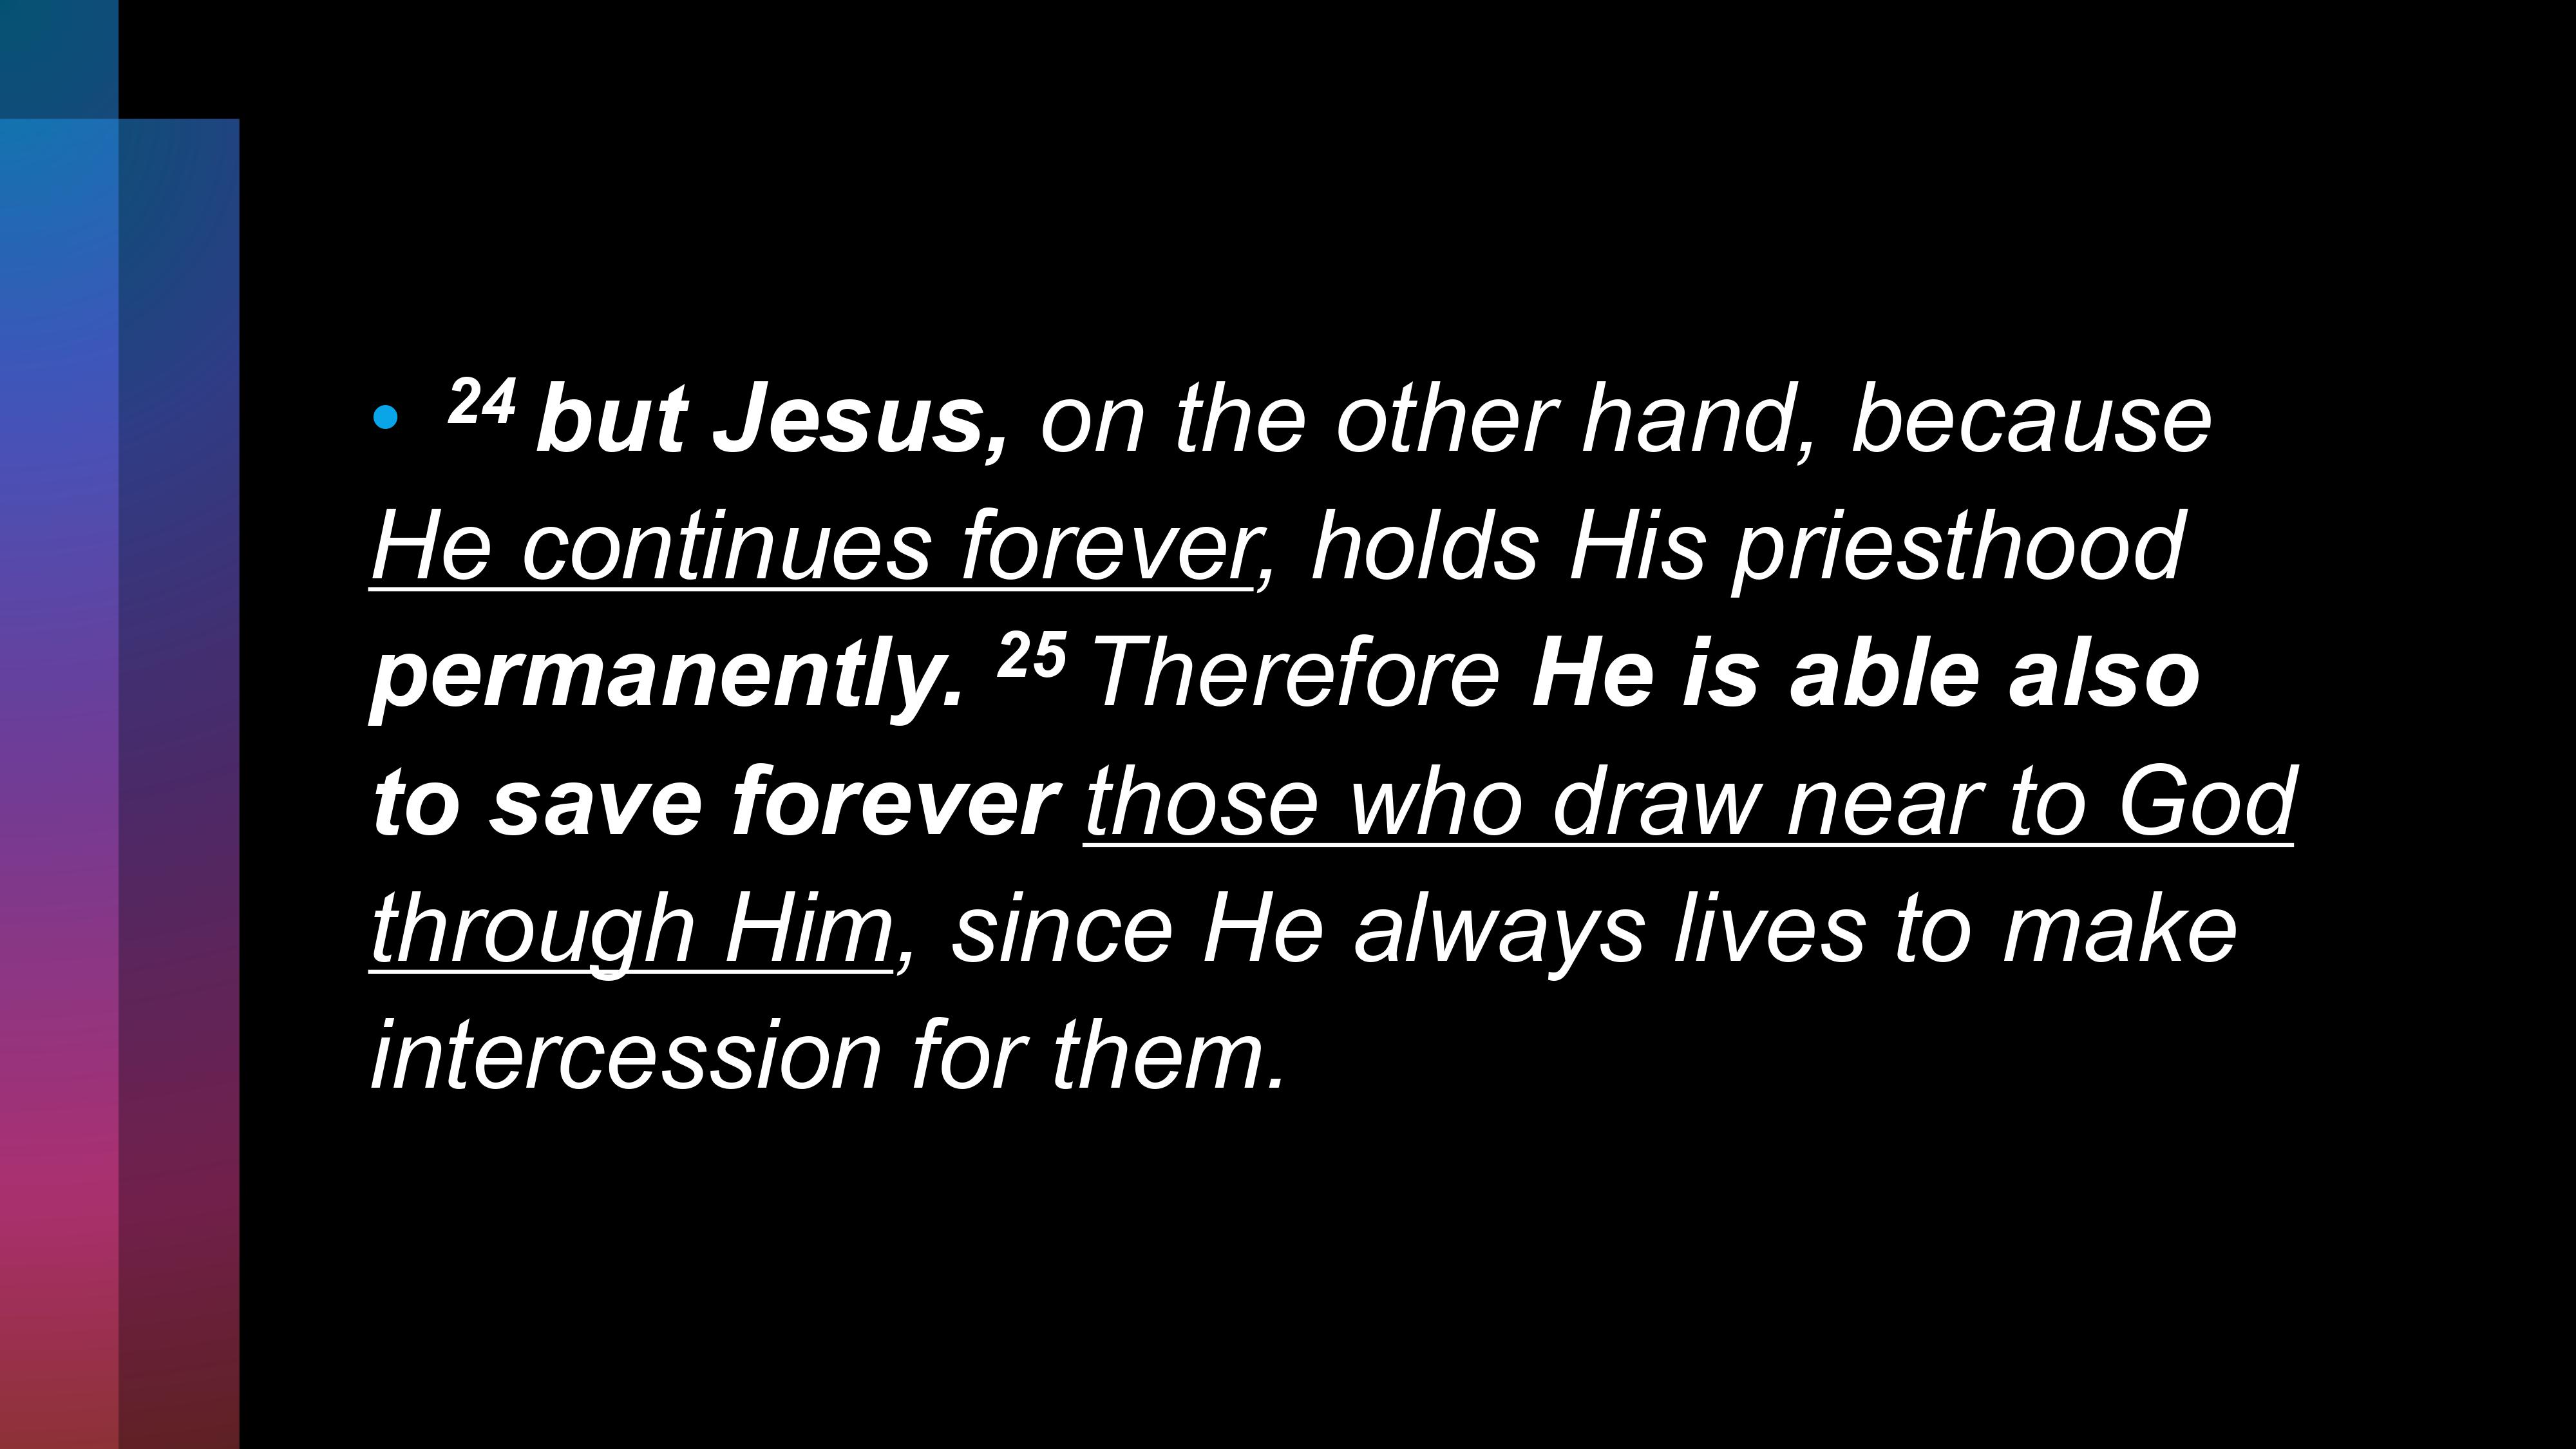 • 24 but Jesus, on the other hand, because
He continues forever, holds His priesthood
permanently. 25 Therefore He is able also
to save forever those who draw near to God
through Him, since He always lives to make
intercession for them.